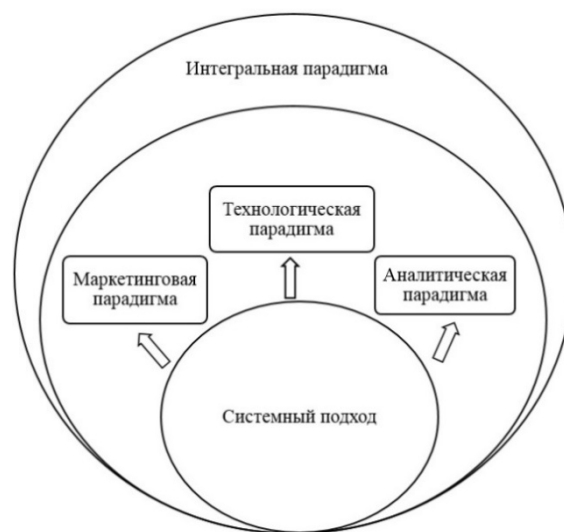 Интегральная парадигма
Технологическая
парадигма
Маркетинговая
парадигма
Аналитическая
парадигма
Системный подход